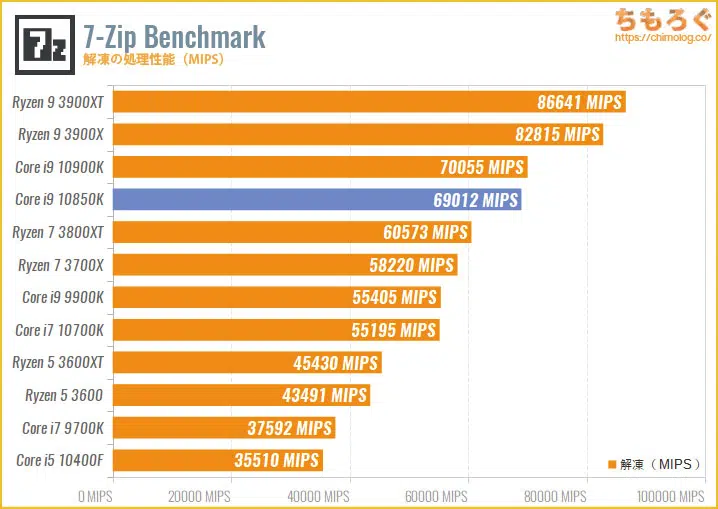 7z
7-Zip Benchmark
解凍の処理性能（MIPS）
ちもろぐ
https://chimolog.co/
Ryzen 9 3900XT 86641 MIPS
Ryzen 9 3900X 82815 MIPS
Core i9 10900K 70055 MIPS
Core i9 10850K 69012 MIPS
Ryzen 7 3800XT 60573 MIPS
Ryzen 7 3700X 58220 MIPS
Core i9 9900K 55405 MIPS
Core i7 10700K 55195 MIPS
Ryzen 5 3600XT 45430 MIPS
Ryzen 5 3600 43491 MIPS
Core i7 9700K 37592 MIPS
Core i5 10400F 35510 MIPS
解凍（MIPS）
0 MIPS 20000 MIPS 40000 MIPS 60000 MIPS 80000 MIPS 100000 MIPS